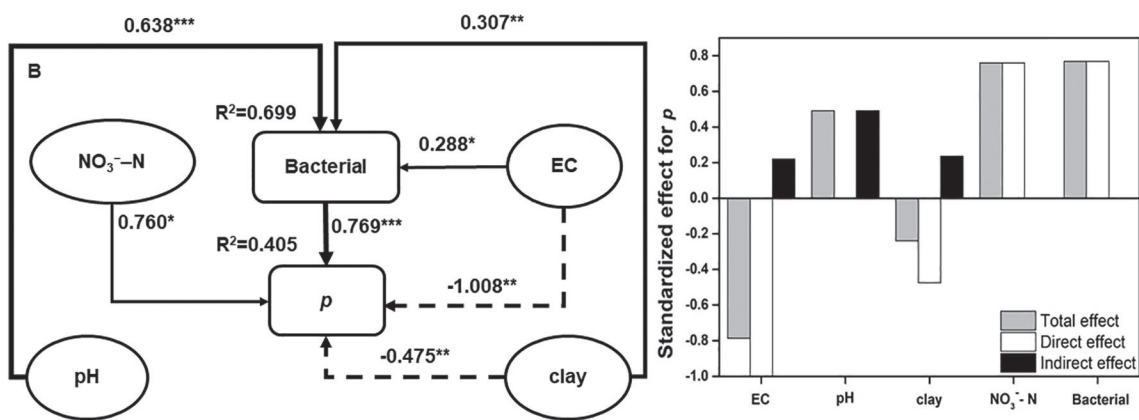 0.638***
0.307**
B
R²=0.699
NO₃⁻–N
Bacterial
0.288*
EC
0.760*
0.769***
R²=0.405
p
-1.008**
-0.475**
pH
clay
Standardized effect for p
0.8
0.6
0.4
0.2
0.0
-0.2
-0.4
-0.6
-0.8
-1.0
Total effect
Direct effect
Indirect effect
EC
pH
clay
NO₃⁻- N
Bacterial